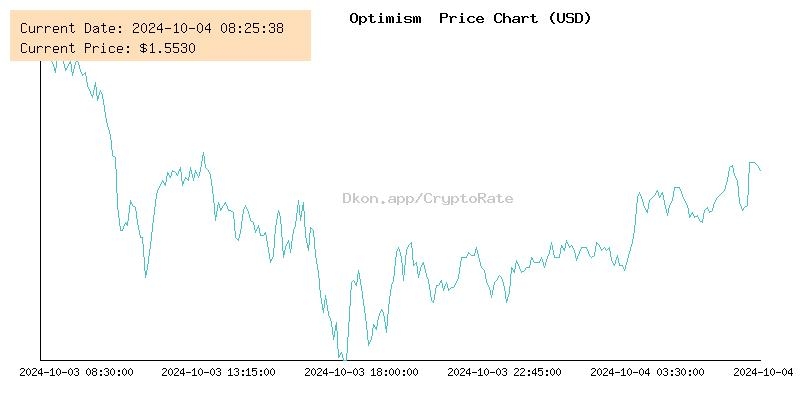 Optimism Price Chart (USD)
Current Date: 2024-10-04 08:25:38
Current Price: $1.5530
Dkon.app/CryptoRate
2024-10-03 08:30:00 2024-10-03 13:15:00 2024-10-03 18:00:00 2024-10-03 22:45:00 2024-10-04 03:30:00 2024-10-04